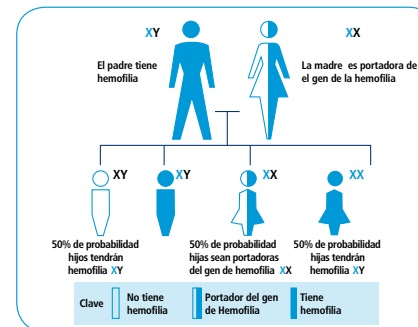 XY
XX
El padre tiene
hemofilia
La madre es portadora de
el gen de la hemofilia
XY
XY
XX
XX
50% de probabilidad
hijos tendrán
hemofilia XY
50% de probabilidad
hijas sean portadoras
del gen de hemofilia XX
50% de probabilidad
hijas tendrán
hemofilia XY
Clave
No tiene
hemofilia
Portador del gen
de Hemofilia
Tiene
hemofilia